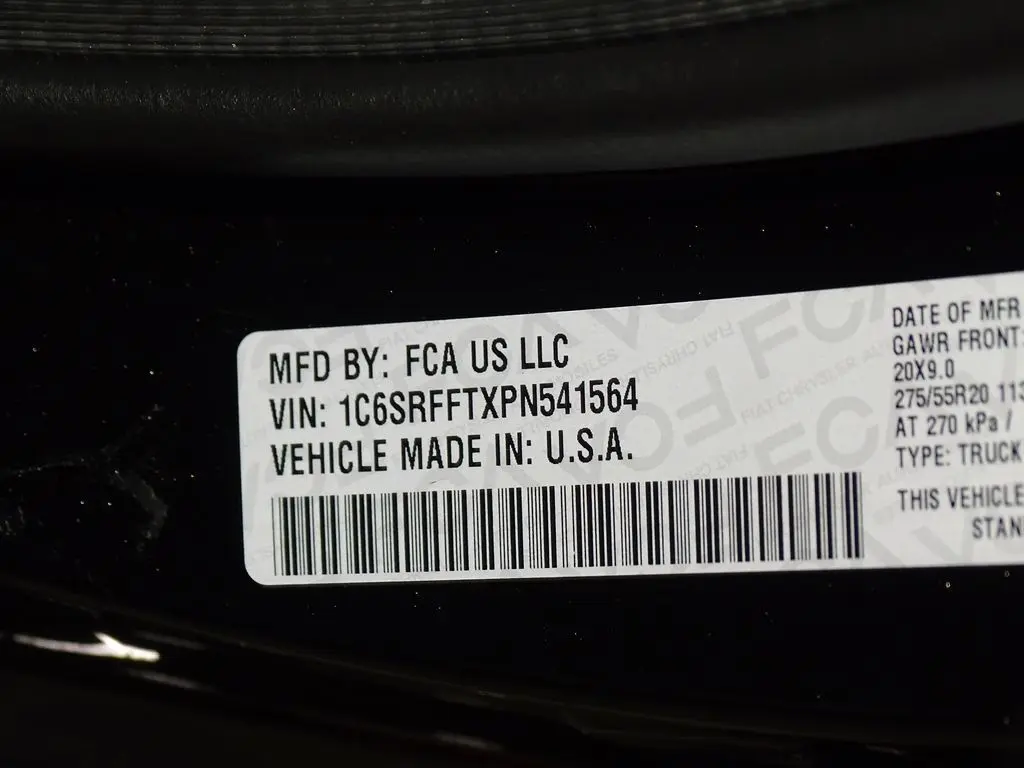 MFD BY: FCA US LLC
VIN: 1C6SRFFTXPN541564
VEHICLE MADE IN: U.S.A.
DATE OF MFR
GAWR FRONT:
20X9.0
275/55R20 113
AT 270 kPa /
TYPE: TRUCK
THIS VEHICLE
STAN